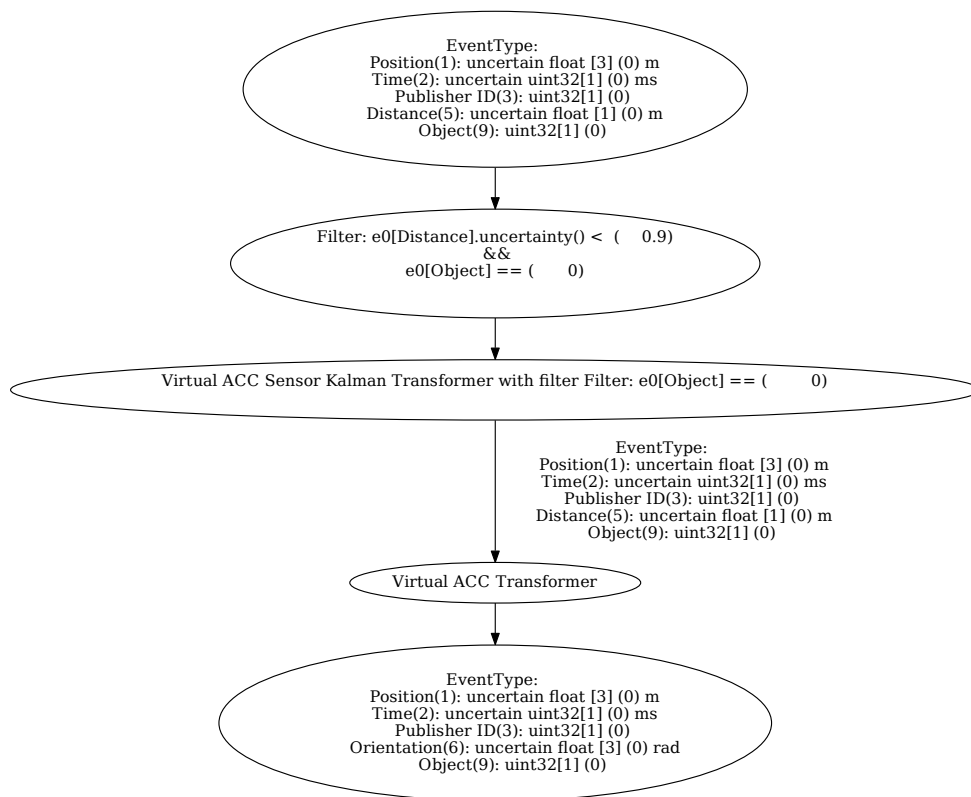 EventType:
Position(1): uncertain float [3] (0) m
Time(2): uncertain uint32[1] (0) ms
Publisher ID(3): uint32[1] (0)
Distance(5): uncertain float [1] (0) m
Object(9): uint32[1] (0)
Filter: e0[Distance].uncertainty() <  (    0.9)
&&
e0[Object] == (       0)
Virtual ACC Sensor Kalman Transformer with filter Filter: e0[Object] == (         0)
EventType:
Position(1): uncertain float [3] (0) m
Time(2): uncertain uint32[1] (0) ms
Publisher ID(3): uint32[1] (0)
Distance(5): uncertain float [1] (0) m
Object(9): uint32[1] (0)
Virtual ACC Transformer
EventType:
Position(1): uncertain float [3] (0) m
Time(2): uncertain uint32[1] (0) ms
Publisher ID(3): uint32[1] (0)
Orientation(6): uncertain float [3] (0) rad
Object(9): uint32[1] (0)